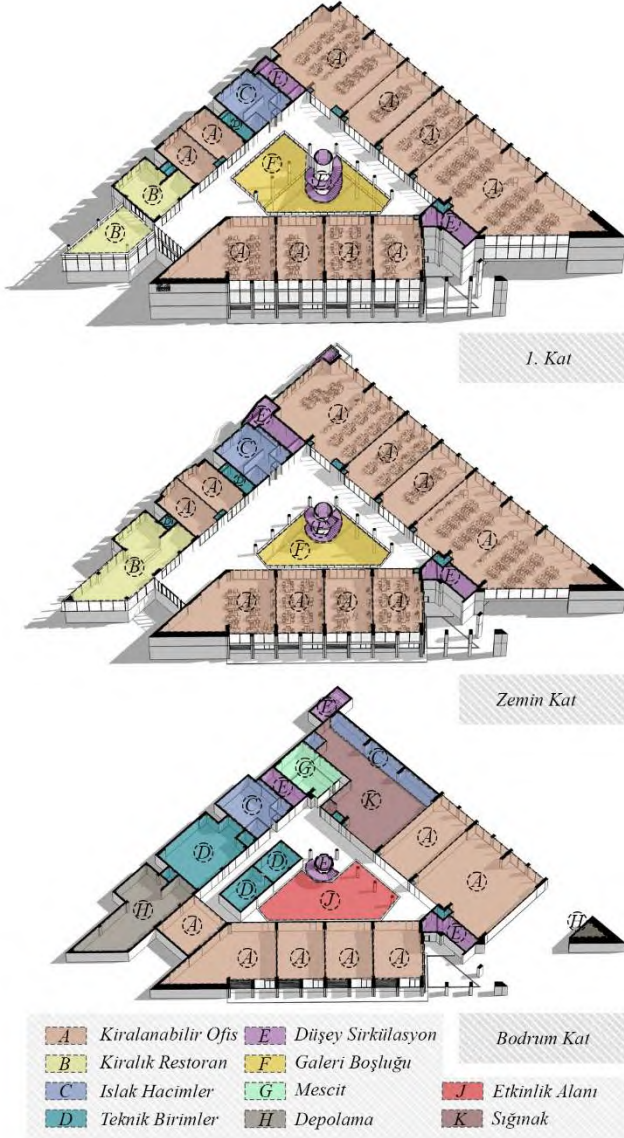 A
E
A
C
A
D
A
A
F
A
B
E
B
E
A
A
A
A
1. Kat
A
E
A
C
D
A
A
A
E
A
B
F
E
A
A
A
A
Zemin Kat
E
C
G
E
K
C
A
D
D
E
A
D
H
A
J
H
E
A
A
A
A
A Kiralanabilir Ofis E Düşey Sirkülasyon Bodrum Kat
B Kiralık Restoran F Galeri Boşluğu
C Islak Hacimler G Mescit J Etkinlik Alanı
D Teknik Birimler H Depolama K Sığınak